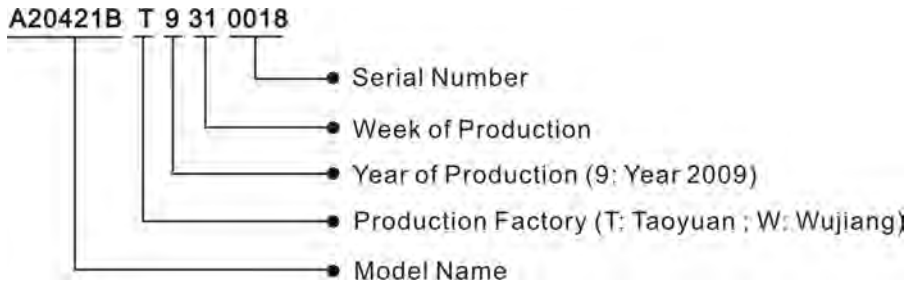 A20421B T 9 31 0018
Serial Number
Week of Production
Year of Production (9: Year 2009)
Production Factory (T: Taoyuan ; W: Wujiang)
Model Name